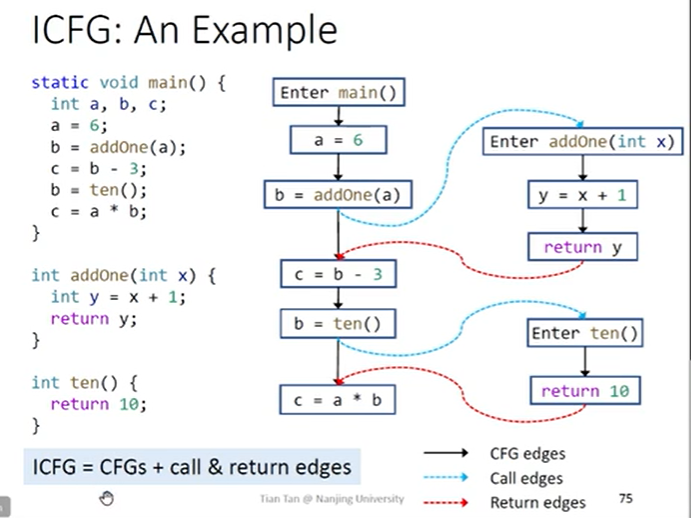 ICFG: An Example
static void main() {
int a, b, c;
a = 6;
b = addOne(a);
c = b - 3;
b = ten();
c = a * b;
}
int addOne(int x) {
int y = x + 1;
return y;
}
int ten() {
return 10;
}
Enter main()
a = 6
b = addOne(a)
c = b - 3
b = ten()
c = a * b
Enter addOne(int x)
y = x + 1
return y
Enter ten()
return 10
ICFG = CFGs + call & return edges
CFG edges
Call edges
Return edges
Tian Tan @ Nanjing University
75